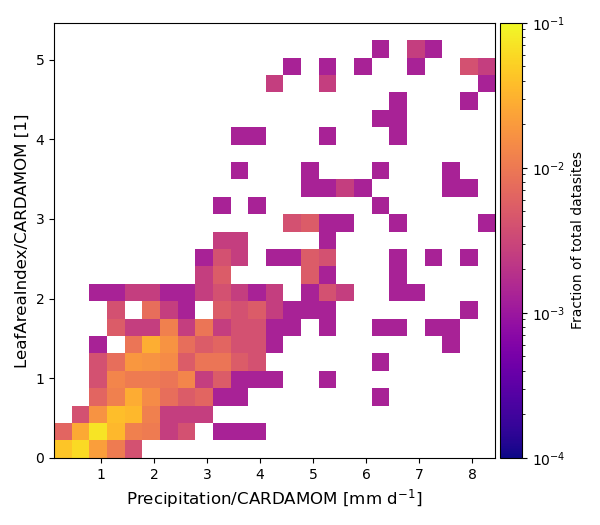 LeafAreaIndex/CARDAMOM [1]
5
4
3
2
1
0
1 2 3 4 5 6 7 8
Precipitation/CARDAMOM [mm d⁻¹]
10⁻¹
10⁻²
10⁻³
10⁻⁴
Fraction of total datasites